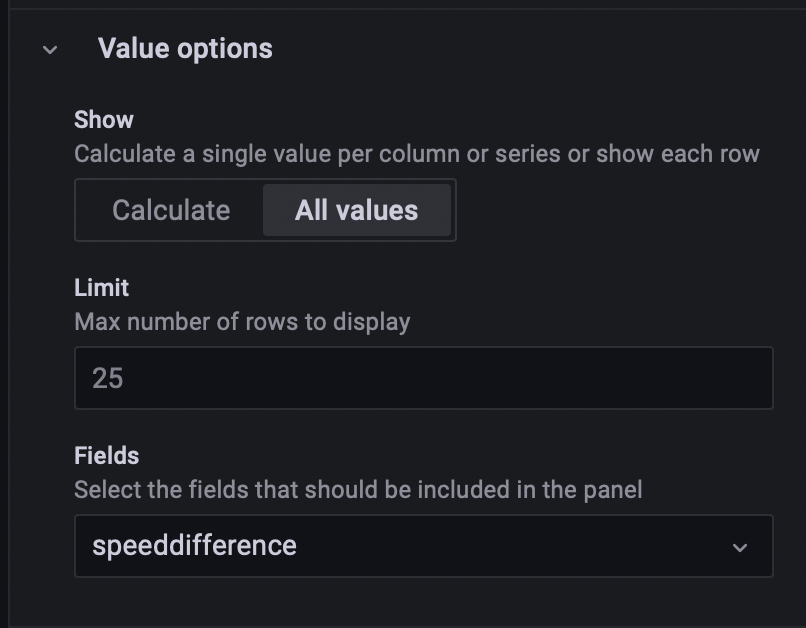 Value options
Show
Calculate a single value per column or series or show each row
Calculate All values
Limit
Max number of rows to display
25
Fields
Select the fields that should be included in the panel
speeddifference